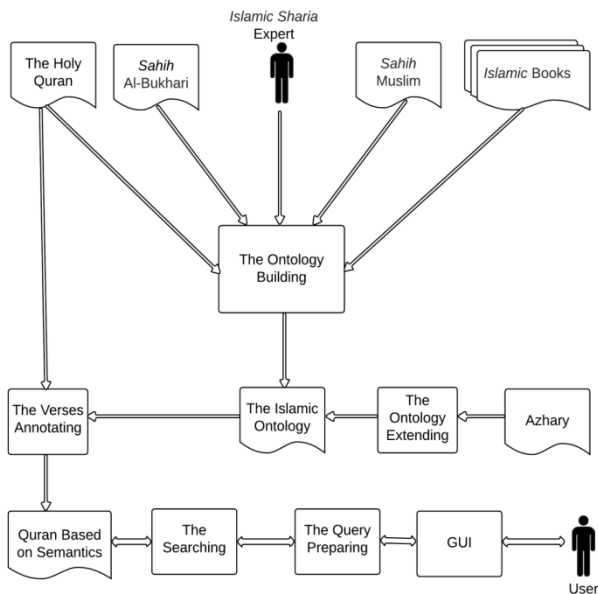 Islamic Sharia
Expert
The Holy
Quran
Sahih
Al-Bukhari
Sahih
Muslim
Islamic Books
The Ontology
Building
The Verses
Annotating
The Islamic
Ontology
The
Ontology
Extending
Azhary
Quran Based
on Semantics
The
Searching
The Query
Preparing
GUI
User